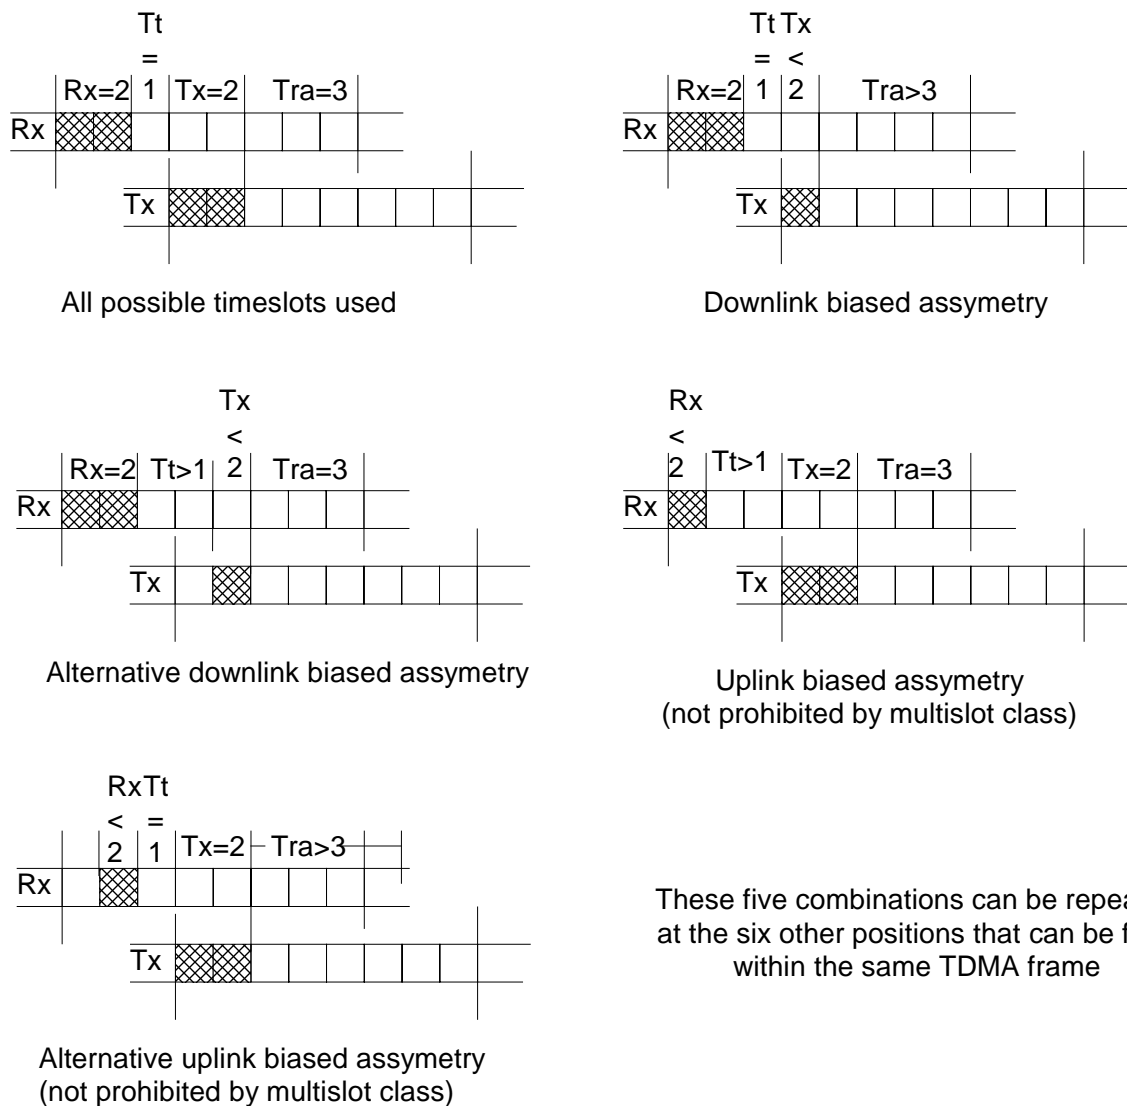 Tt
=
1
Rx=2 Tx=2 Tra=3
Rx
Tx
All possible timeslots used
Tt Tx
= <
1 2
Rx=2 Tra>3
Rx
Tx
Downlink biased assymetry
Tx
<
2
Rx=2 Tt>1 Tra=3
Rx
Tx
Alternative downlink biased assymetry
Rx
<
2
Tt>1 Tx=2 Tra=3
Rx
Tx
Uplink biased assymetry
(not prohibited by multislot class)
RxTt
< =
2 1
Tx=2 Tra>3
Rx
Tx
Alternative uplink biased assymetry
(not prohibited by multislot class)
These five combinations can be
at the six other positions that can be
within the same TDMA frame